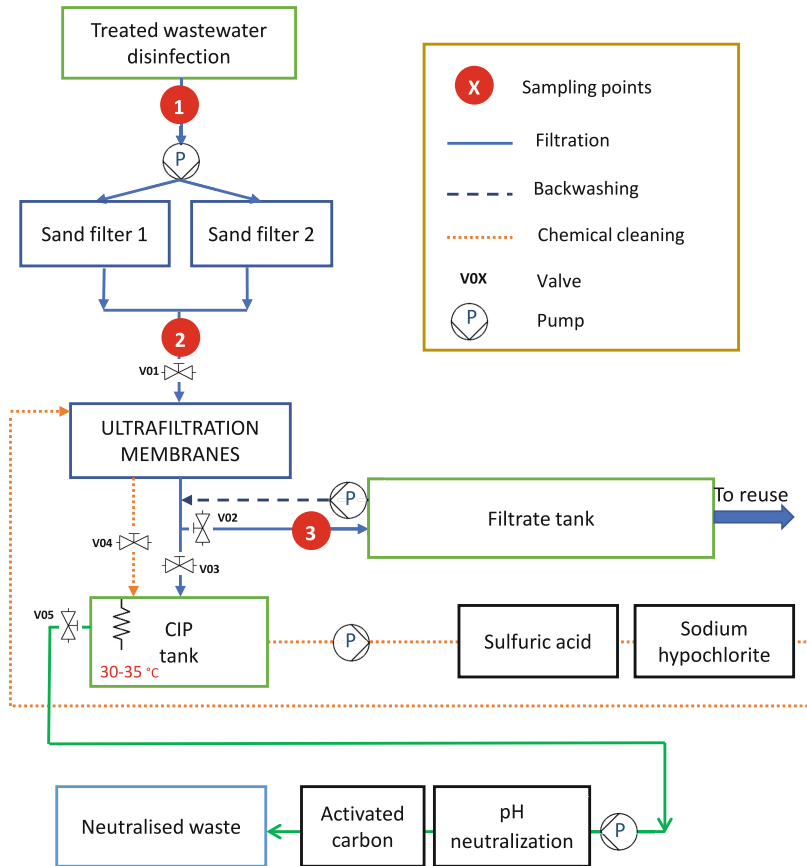 Treated wastewater
disinfection
1
P
Sand filter 1
Sand filter 2
2
V01
ULTRAFILTRATION
MEMBRANES
V02
V04
V03
3
P
Filtrate tank
To reuse
V05
CIP
tank
30-35 °C
P
Sulfuric acid
Sodium
hypochlorite
Neutralised waste
Activated
carbon
pH
neutralization
P
X
Sampling points
Filtration
Backwashing
Chemical cleaning
V0X
Valve
P
Pump